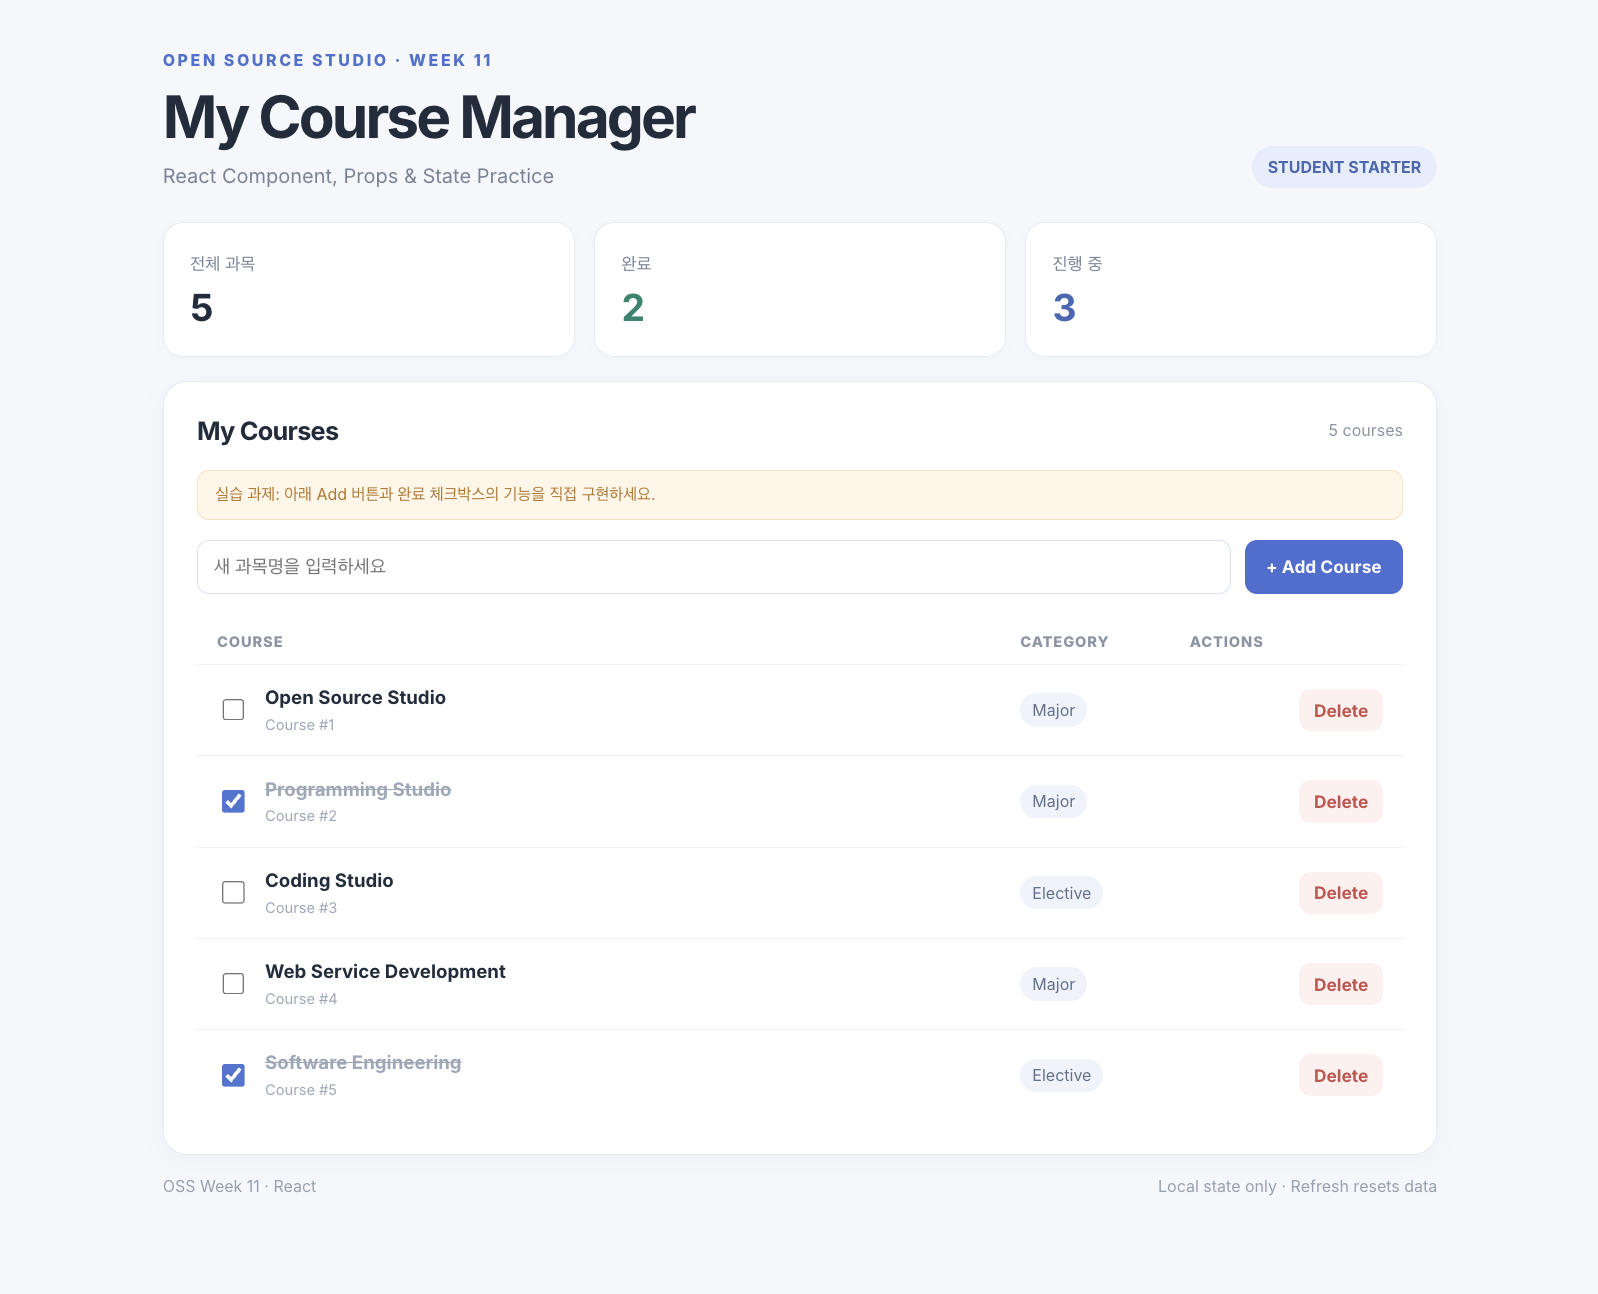 OPEN SOURCE STUDIO · WEEK 11
My Course Manager
React Component, Props & State Practice
STUDENT STARTER
전체 과목
5
완료
2
진행 중
3
My Courses
5 courses
실습 과제: 아래 Add 버튼과 완료 체크박스의 기능을 직접 구현하세요.
새 과목명을 입력하세요
+ Add Course
COURSE CATEGORY ACTIONS
Open Source Studio
Course #1
Major
Delete
Programming Studio
Course #2
Major
Delete
Coding Studio
Course #3
Elective
Delete
Web Service Development
Course #4
Major
Delete
Software Engineering
Course #5
Elective
Delete
OSS Week 11 · React
Local state only · Refresh resets data